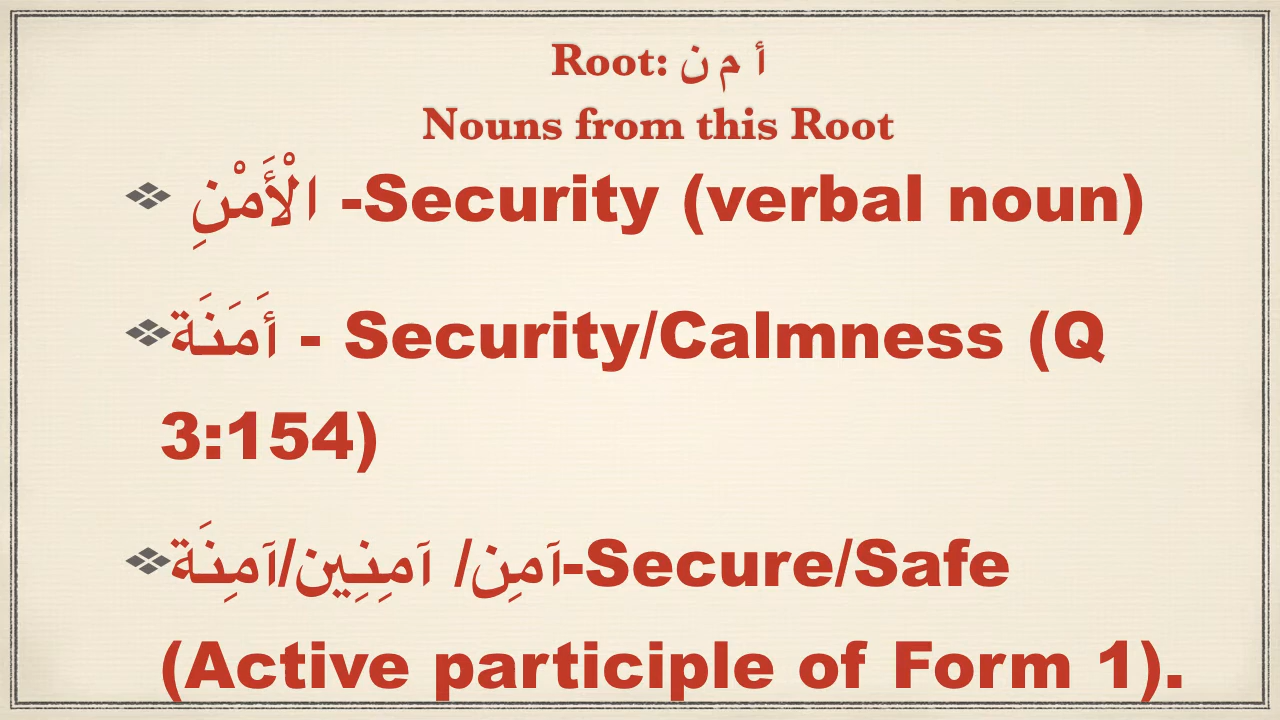 Root: أ م ن
Nouns from this Root
❖ الْأَمْنِ -Security (verbal noun)
❖أَمَنَة - Security/Calmness (Q
3:154)
❖آمِن/ آمِنِين/آمِنَة-Secure/Safe
(Active participle of Form 1).